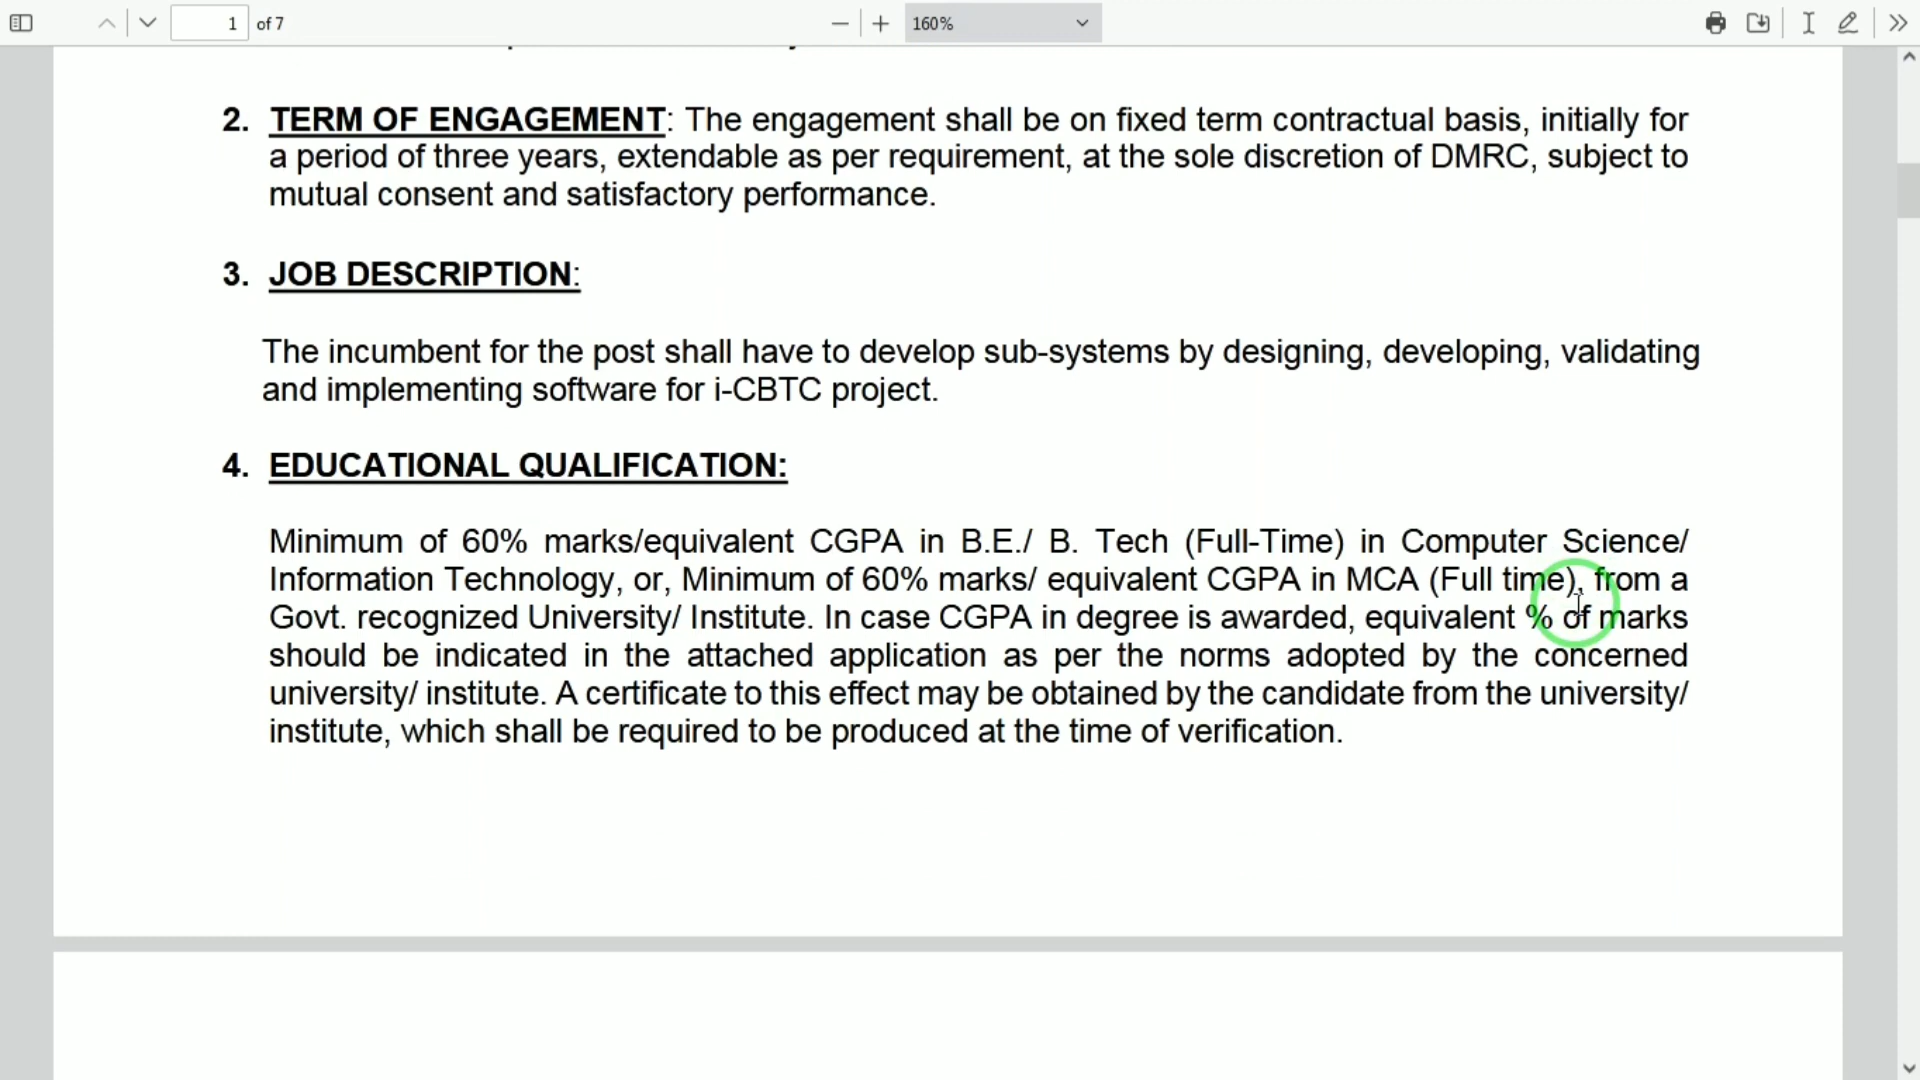 1 of 7 160%
2. TERM OF ENGAGEMENT: The engagement shall be on fixed term contractual basis, initially for
a period of three years, extendable as per requirement, at the sole discretion of DMRC, subject to
mutual consent and satisfactory performance.
3. JOB DESCRIPTION:
The incumbent for the post shall have to develop sub-systems by designing, developing, validating
and implementing software for i-CBTC project.
4. EDUCATIONAL QUALIFICATION:
Minimum of 60% marks/equivalent CGPA in B.E./ B. Tech (Full-Time) in Computer Science/
Information Technology, or, Minimum of 60% marks/ equivalent CGPA in MCA (Full time), from a
Govt. recognized University/ Institute. In case CGPA in degree is awarded, equivalent % of marks
should be indicated in the attached application as per the norms adopted by the concerned
university/ institute. A certificate to this effect may be obtained by the candidate from the university/
institute, which shall be required to be produced at the time of verification.